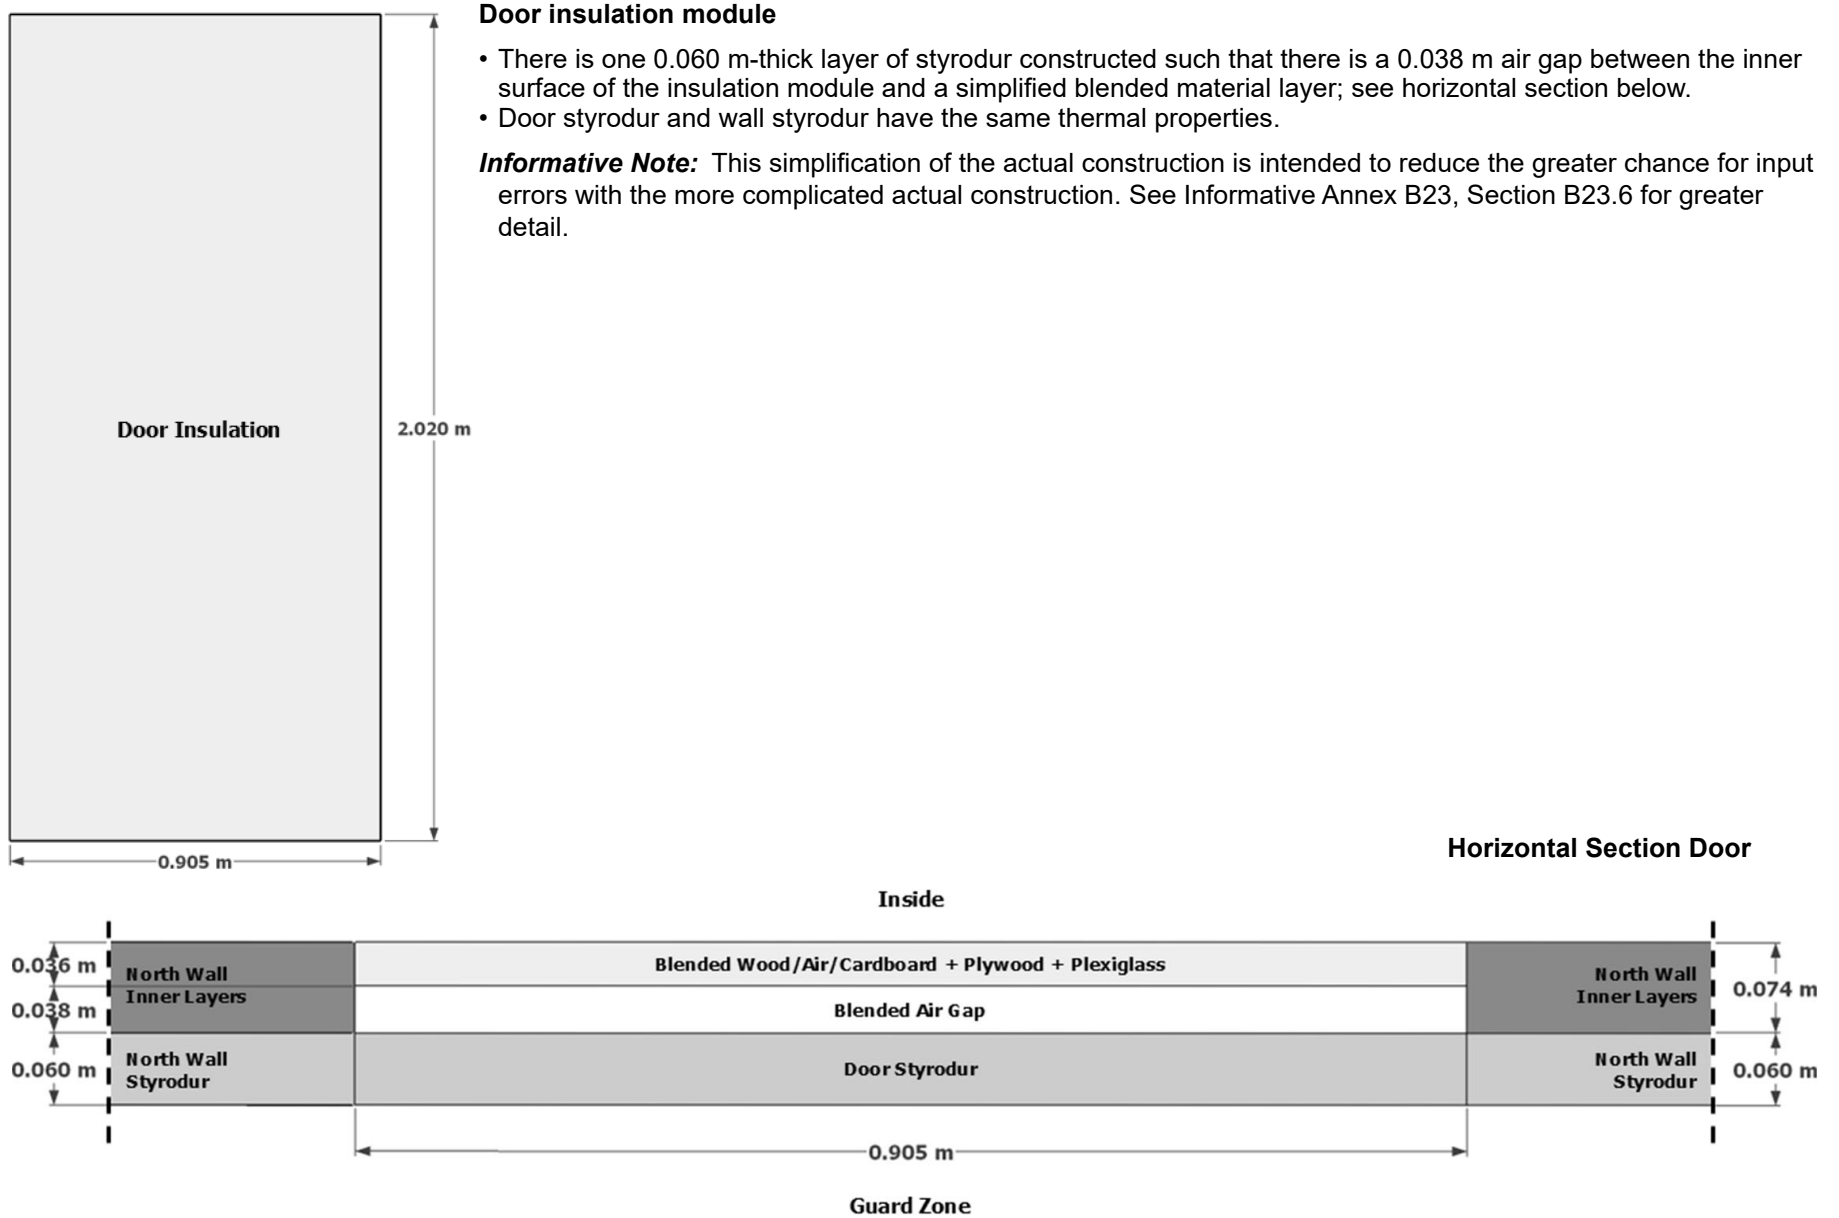 Door insulation module
• There is one 0.060 m-thick layer of styrodur constructed such that there is a 0.038 m air gap between the inner
surface of the insulation module and a simplified blended material layer; see horizontal section below.
• Door styrodur and wall styrodur have the same thermal properties.
Informative Note: This simplification of the actual construction is intended to reduce the greater chance for input
errors with the more complicated actual construction. See Informative Annex B23, Section B23.6 for greater
detail.
Door Insulation
2.020 m
0.905 m
Horizontal Section Door
Inside
0.036 m
North Wall
Inner Layers
Blended Wood/Air/Cardboard + Plywood + Plexiglass
North Wall
Inner Layers
0.074 m
0.038 m
Blended Air Gap
0.060 m
North Wall
Styrodur
Door Styrodur
North Wall
Styrodur
0.060 m
0.905 m
Guard Zone